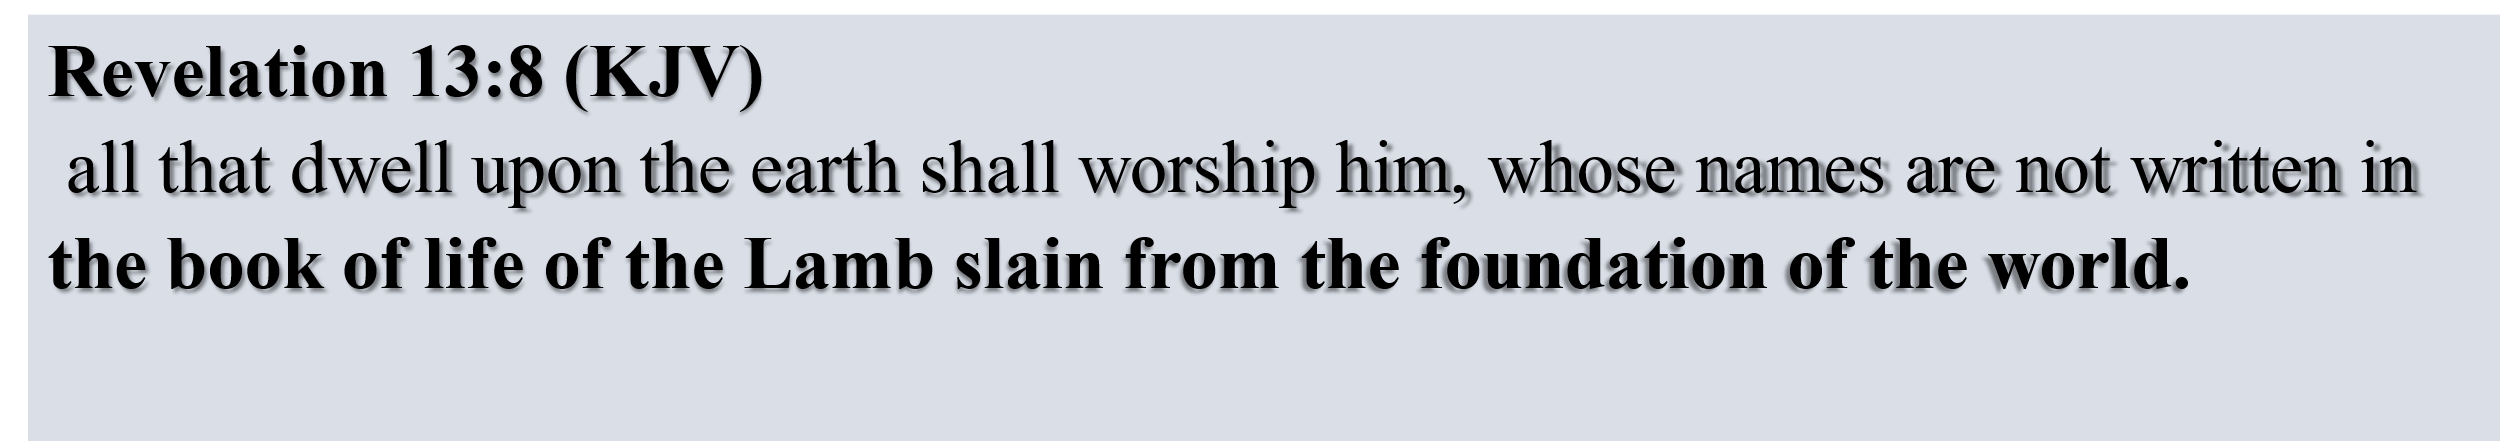 Revelation 13:8 (KJV)
all that dwell upon the earth shall worship him, whose names are not written in
the book of life of the Lamb slain from the foundation of the world.